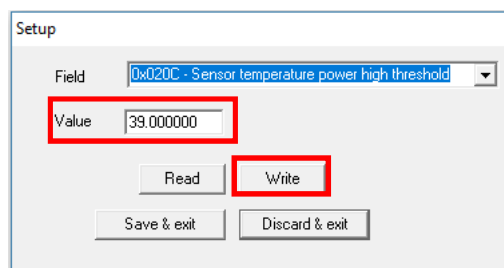 Setup
Field 0x020C - Sensor temperature power high threshold
Value 39.000000
Read Write
Save & exit Discard & exit